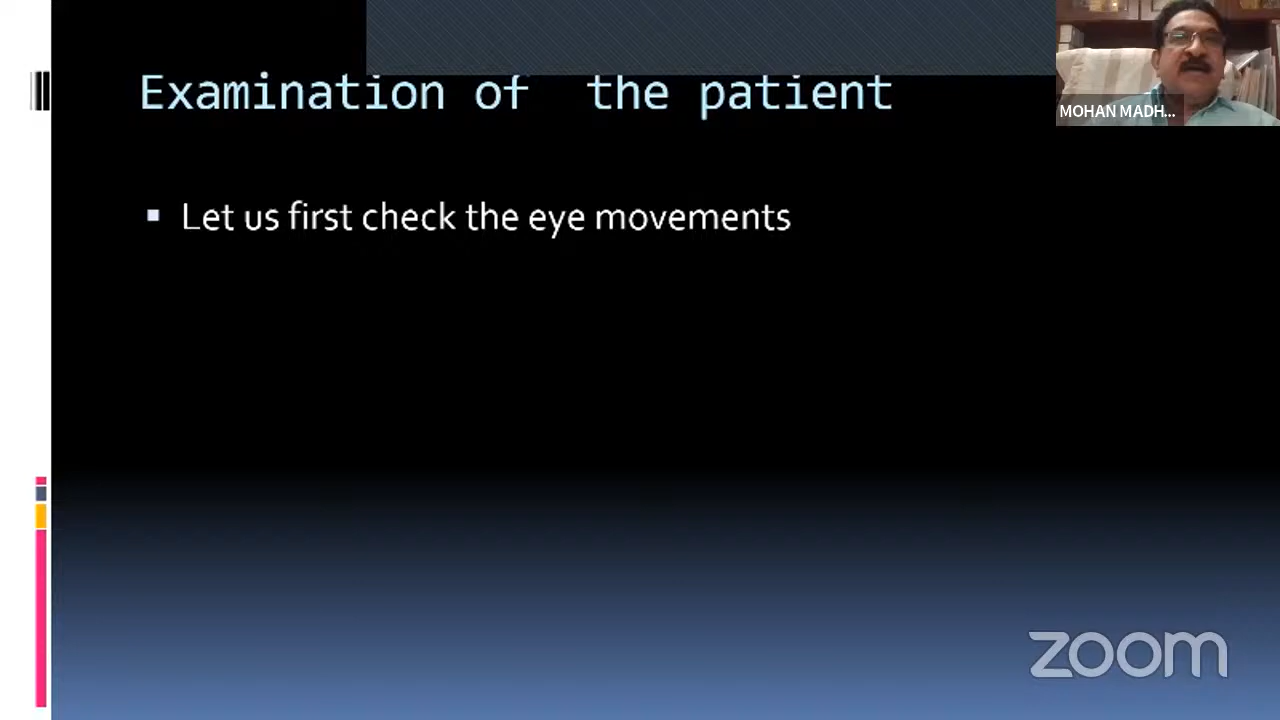 Examination of the patient
MOHAN MADH...
▪ Let us first check the eye movements
zoom